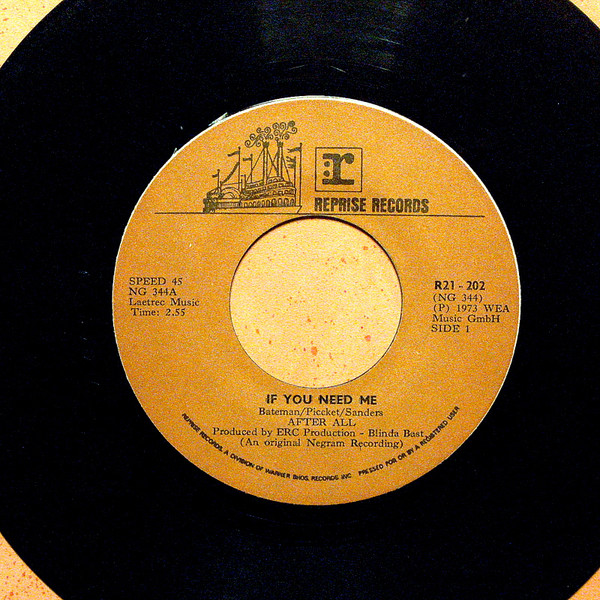 r
REPRISE RECORDS
SPEED 45
NG 344A
Laetrec Music
Time: 2.55
R21 - 202
(NG 344)
(P) 1973 WEA
Music GmbH
SIDE 1
IF YOU NEED ME
Bateman/Piccket/Sanders
AFTER ALL
Produced by ERC Production - Blinda Bast
(An original Negram Recording)
REPRISE RECORDS, A DIVISION OF WARNER BROS. RECORDS INC. PRESSED FOR OR BY A REGISTERED USER